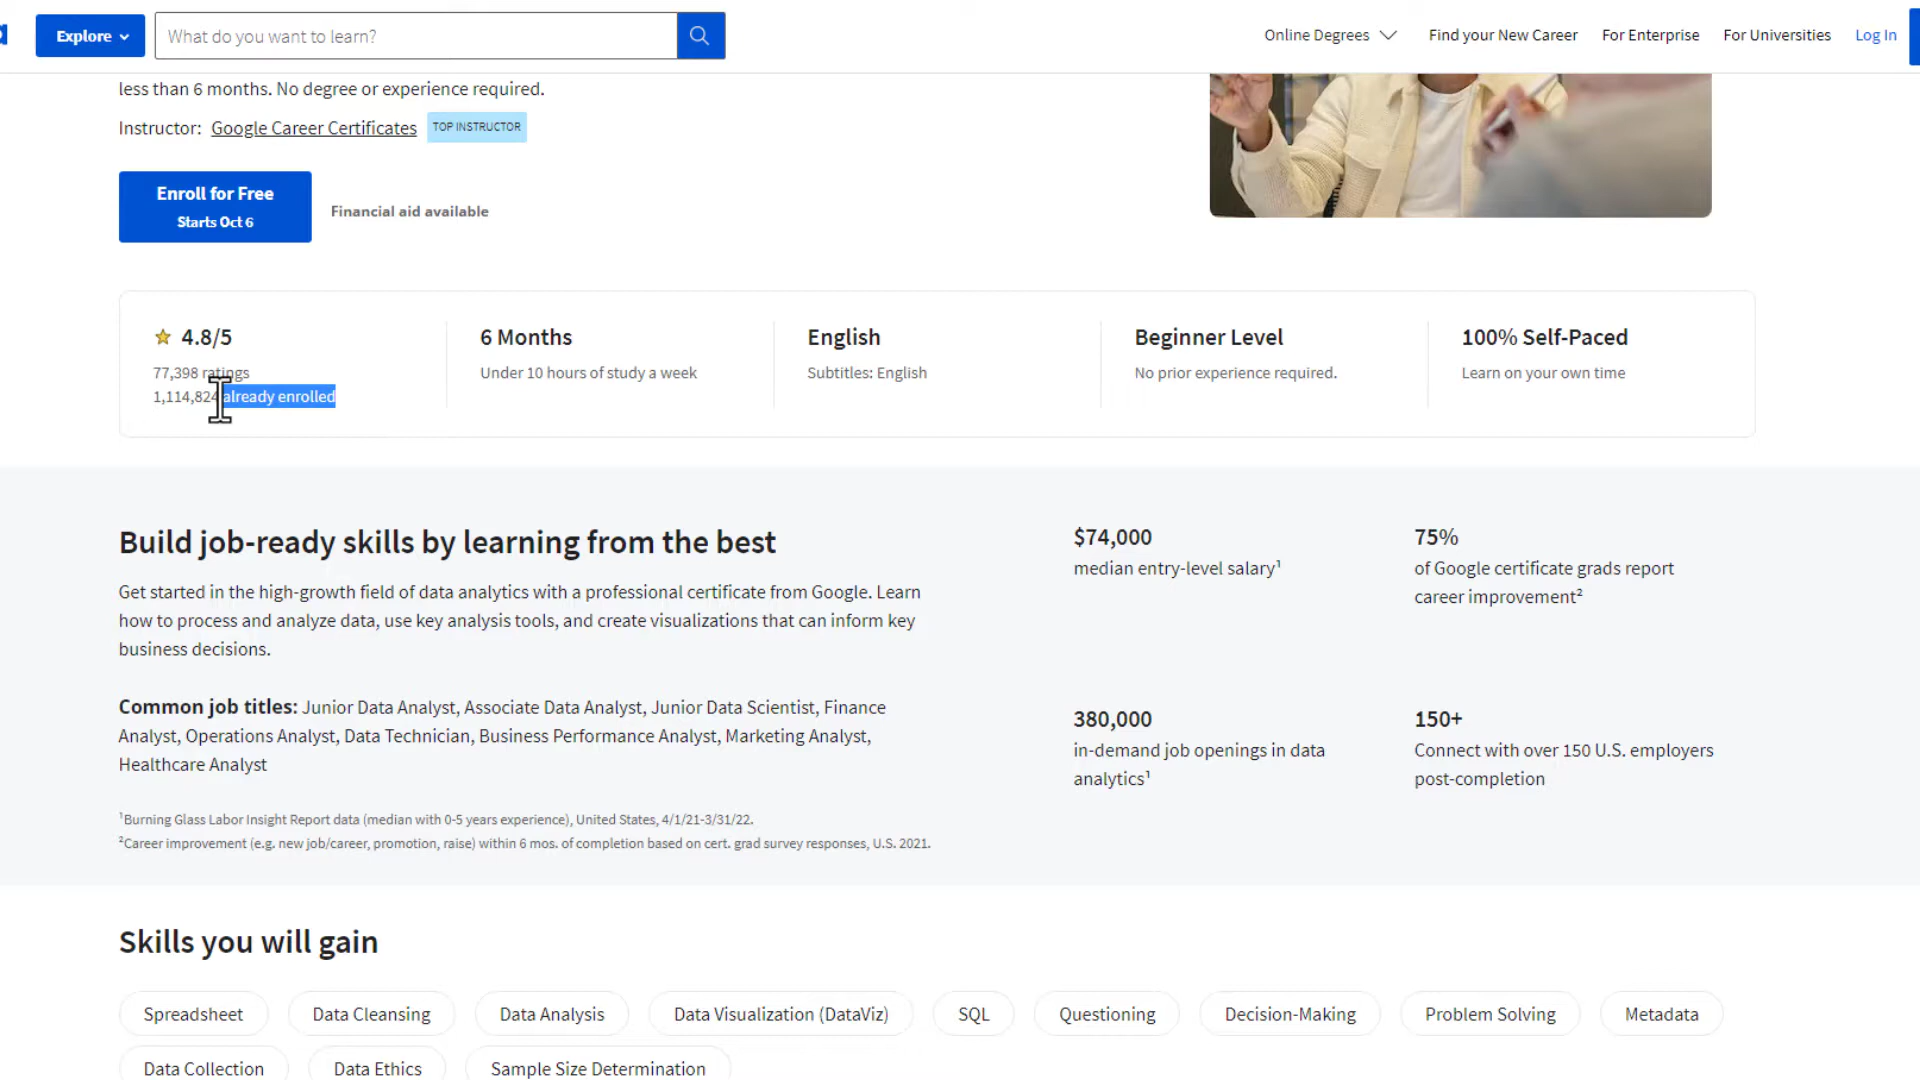 Explore
What do you want to learn?
Online Degrees
Find your New Career
For Enterprise
For Universities
Log In
less than 6 months. No degree or experience required.
Instructor: Google Career Certificates TOP INSTRUCTOR
Enroll for Free
Starts Oct 6
Financial aid available
4.8/5
77,398 ratings
1,114,824 already enrolled
6 Months
Under 10 hours of study a week
English
Subtitles: English
Beginner Level
No prior experience required.
100% Self-Paced
Learn on your own time
Build job-ready skills by learning from the best
Get started in the high-growth field of data analytics with a professional certificate from Google. Learn
how to process and analyze data, use key analysis tools, and create visualizations that can inform key
business decisions.
Common job titles: Junior Data Analyst, Associate Data Analyst, Junior Data Scientist, Finance
Analyst, Operations Analyst, Data Technician, Business Performance Analyst, Marketing Analyst,
Healthcare Analyst
¹Burning Glass Labor Insight Report data (median with 0-5 years experience), United States, 4/1/21-3/31/22.
²Career improvement (e.g. new job/career, promotion, raise) within 6 mos. of completion based on cert. grad survey responses, U.S. 2021.
$74,000
median entry-level salary¹
75%
of Google certificate grads report
career improvement²
380,000
in-demand job openings in data
analytics¹
150+
Connect with over 150 U.S. employers
post-completion
Skills you will gain
Spreadsheet
Data Cleansing
Data Analysis
Data Visualization (DataViz)
SQL
Questioning
Decision-Making
Problem Solving
Metadata
Data Collection
Data Ethics
Sample Size Determination